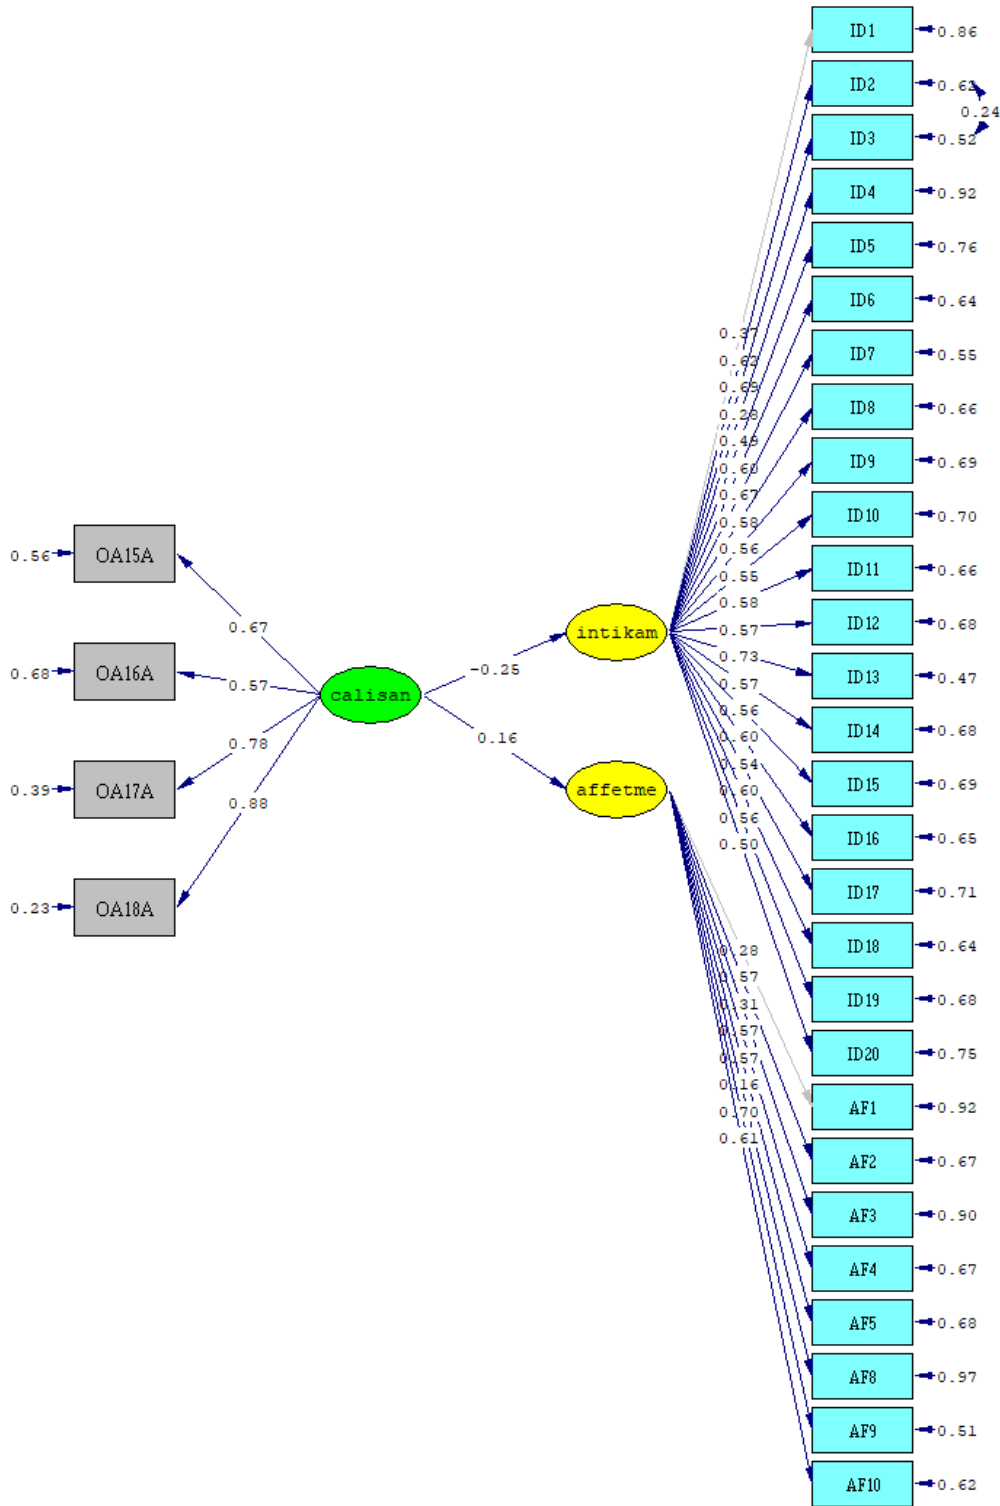 ID1 0.86
ID2 0.62
0.24
ID3 0.52
ID4 0.92
ID5 0.76
ID6 0.64
ID7 0.55
ID8 0.66
ID9 0.69
ID10 0.70
ID11 0.66
ID12 0.68
ID13 0.47
ID14 0.68
ID15 0.69
ID16 0.65
ID17 0.71
ID18 0.64
ID19 0.68
ID20 0.75
AF1 0.92
AF2 0.67
AF3 0.90
AF4 0.67
AF5 0.68
AF8 0.97
AF9 0.51
AF10 0.62
0.37
0.62
0.69
0.28
0.49
0.60
0.67
0.58
0.56
0.55
0.58
0.57
0.73
0.57
0.56
0.60
0.54
0.60
0.56
0.50
0.28
0.57
0.31
0.57
0.57
0.16
0.70
0.61
intikam
affetme
-0.25
0.16
calisan
0.67
0.57
0.78
0.88
0.56 OA15A
0.68 OA16A
0.39 OA17A
0.23 OA18A